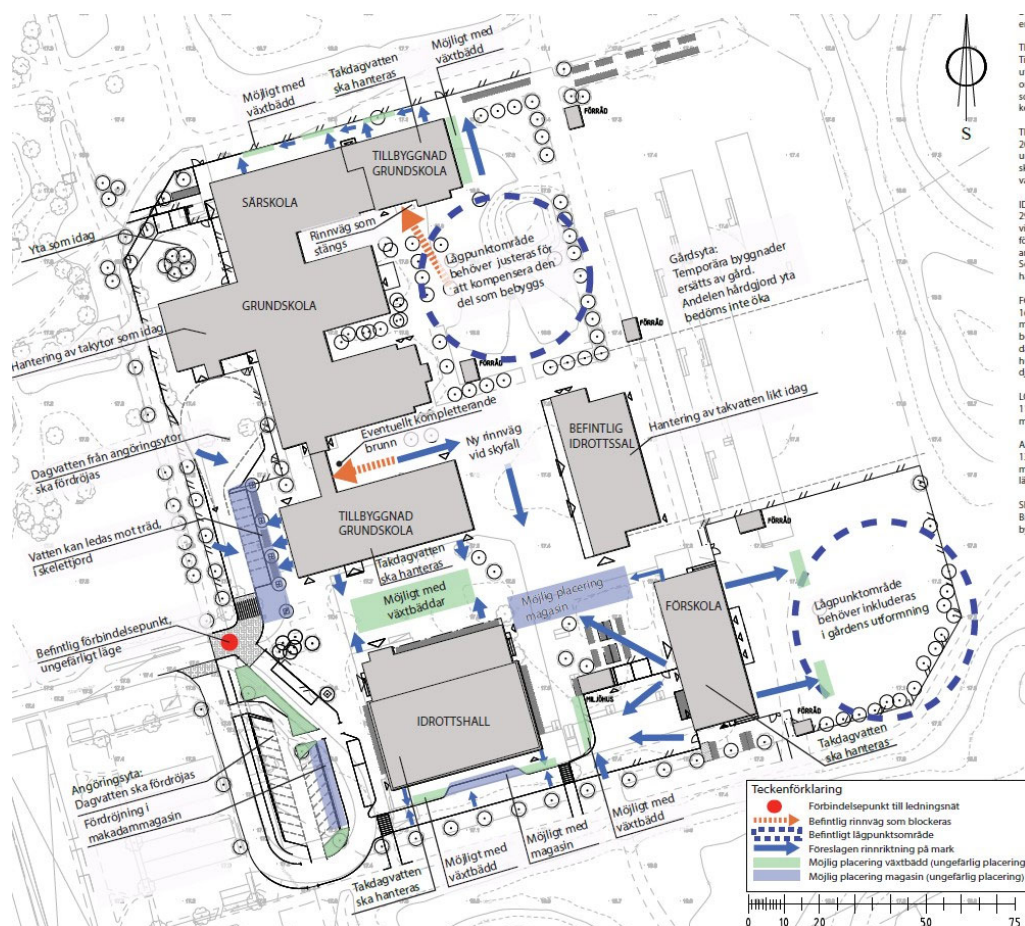 S
Möjligt med
växtbädd
Takdagvatten
ska hanteras
Möjligt med
växtbädd
FÖRRÅD
TILLBYGGNAD
GRUNDSKOLA
SÄRSKOLA
Rinnväg som
stängs
Yta som idag
Lågpunktområde
behöver justeras för
att kompensera den
del som bebyggs
Gårdsyta:
Temporära byggnader
ersätts av gård.
Andelen hårdgjord yta
bedöms inte öka
GRUNDSKOLA
FÖRRÅD
Hantering av takytor som idag
FÖRRÅD
Eventuellt kompletterande
brunn
Ny rinnväg
vid skyfall
BEFINTLIG
IDROTTSSAL
Hantering av takvatten likt idag
Dagvatten från angöringsytor
ska fördröjas
TILLBYGGNAD
GRUNDSKOLA
FÖRRÅD
Vatten kan ledas mot träd,
i skelettjord
Takdagvatten
ska hanteras
Möjligt med
växtbäddar
Möjlig placering
magasin
FÖRSKOLA
Lågpunktområde
behöver inkluderas
i gårdens utformning
Befintlig förbindelsepunkt,
ungefärligt läge
MILJÖHUS
IDROTTSHALL
FÖRRÅD
Takdagvatten
ska hanteras
Angöringsyta:
Dagvatten ska fördröjas
Fördröjning i
makadammagasin
Takdagvatten
ska hanteras
Möjligt med
växtbädd
Möjligt med
magasin
Möjligt med
växtbädd
Teckenförklaring
Förbindelsepunkt till ledningsnät
Befintlig rinnväg som blockeras
Befintligt lågpunktsområde
Föreslagen rinnriktning på mark
Möjlig placering växtbädd (ungefärlig placering
Möjlig placering magasin (ungefärlig placering)
0 10 20 50 75